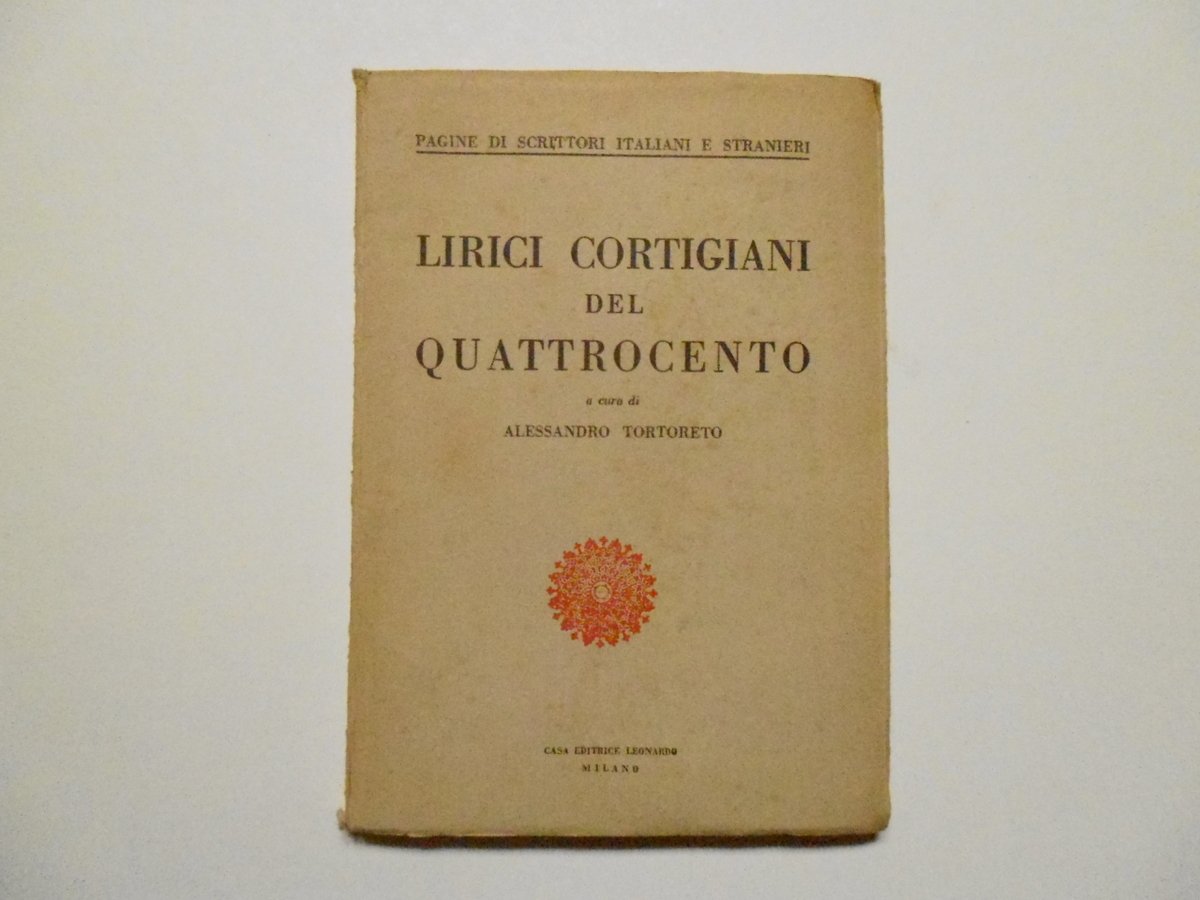 PAGINE DI SCRITTORI ITALIANI E STRANIERI
LIRICI CORTIGIANI
DEL
QUATTROCENTO
a cura di
ALESSANDRO TORTORETO
CASA EDITRICE LEONARDO
MILANO